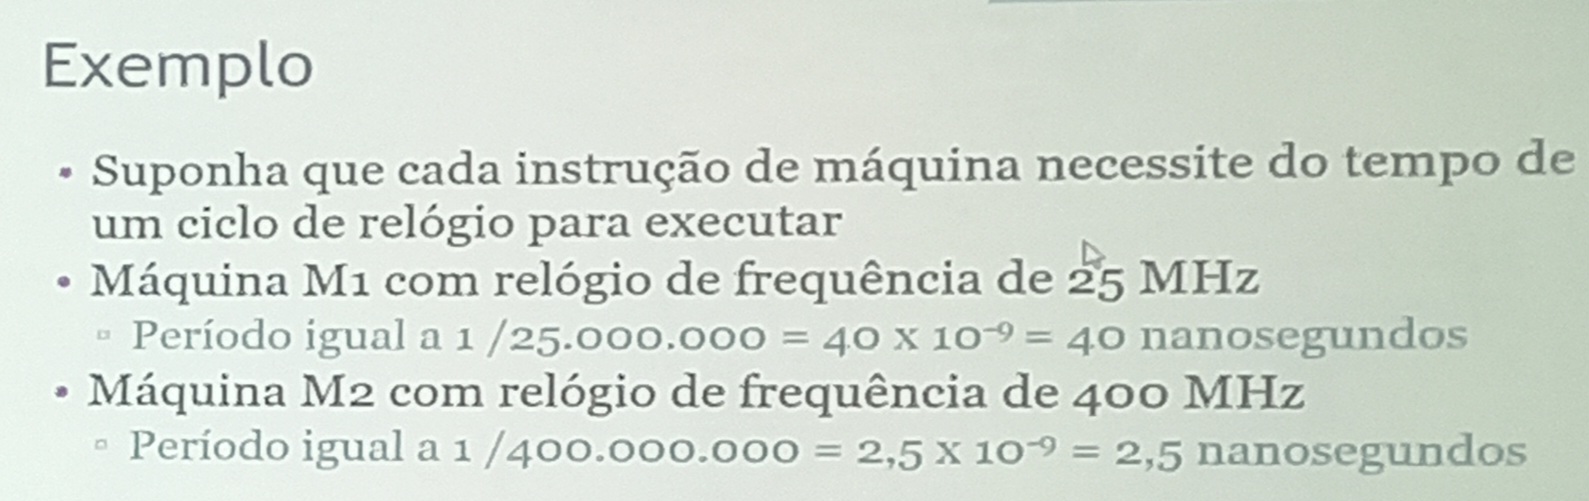 Exemplo
• Suponha que cada instrução de máquina necessite do tempo de
um ciclo de relógio para executar
• Máquina M1 com relógio de frequência de 25 MHz
▫ Período igual a 1 /25.000.000 = 40 x 10⁻⁹ = 40 nanosegundos
• Máquina M2 com relógio de frequência de 400 MHz
▫ Período igual a 1 /400.000.000 = 2,5 x 10⁻⁹ = 2,5 nanosegundos